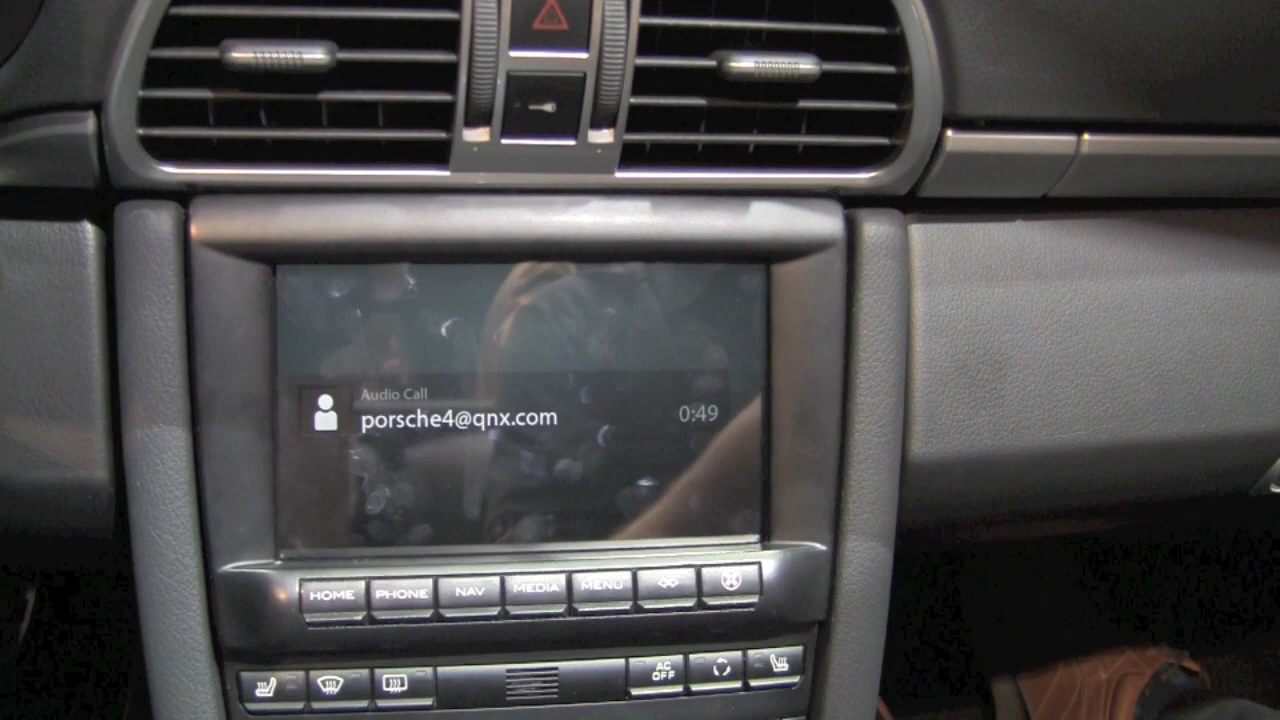 Audio Call
porsche4@qnx.com
0:49
HOME PHONE NAV MEDIA MENU
AC
OFF